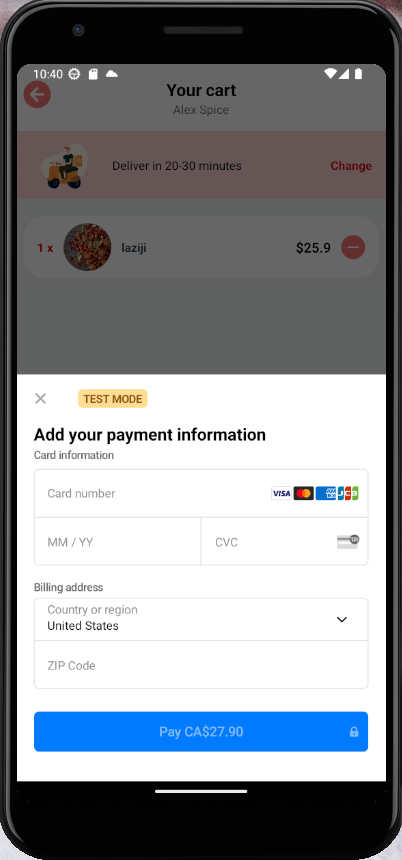 10:40
Your cart
Alex Spice
Deliver in 20-30 minutes Change
1 x laziji $25.9
TEST MODE
Add your payment information
Card information
Card number VISA JCB
MM / YY CVC
Billing address
Country or region
United States
ZIP Code
Pay CA$27.90